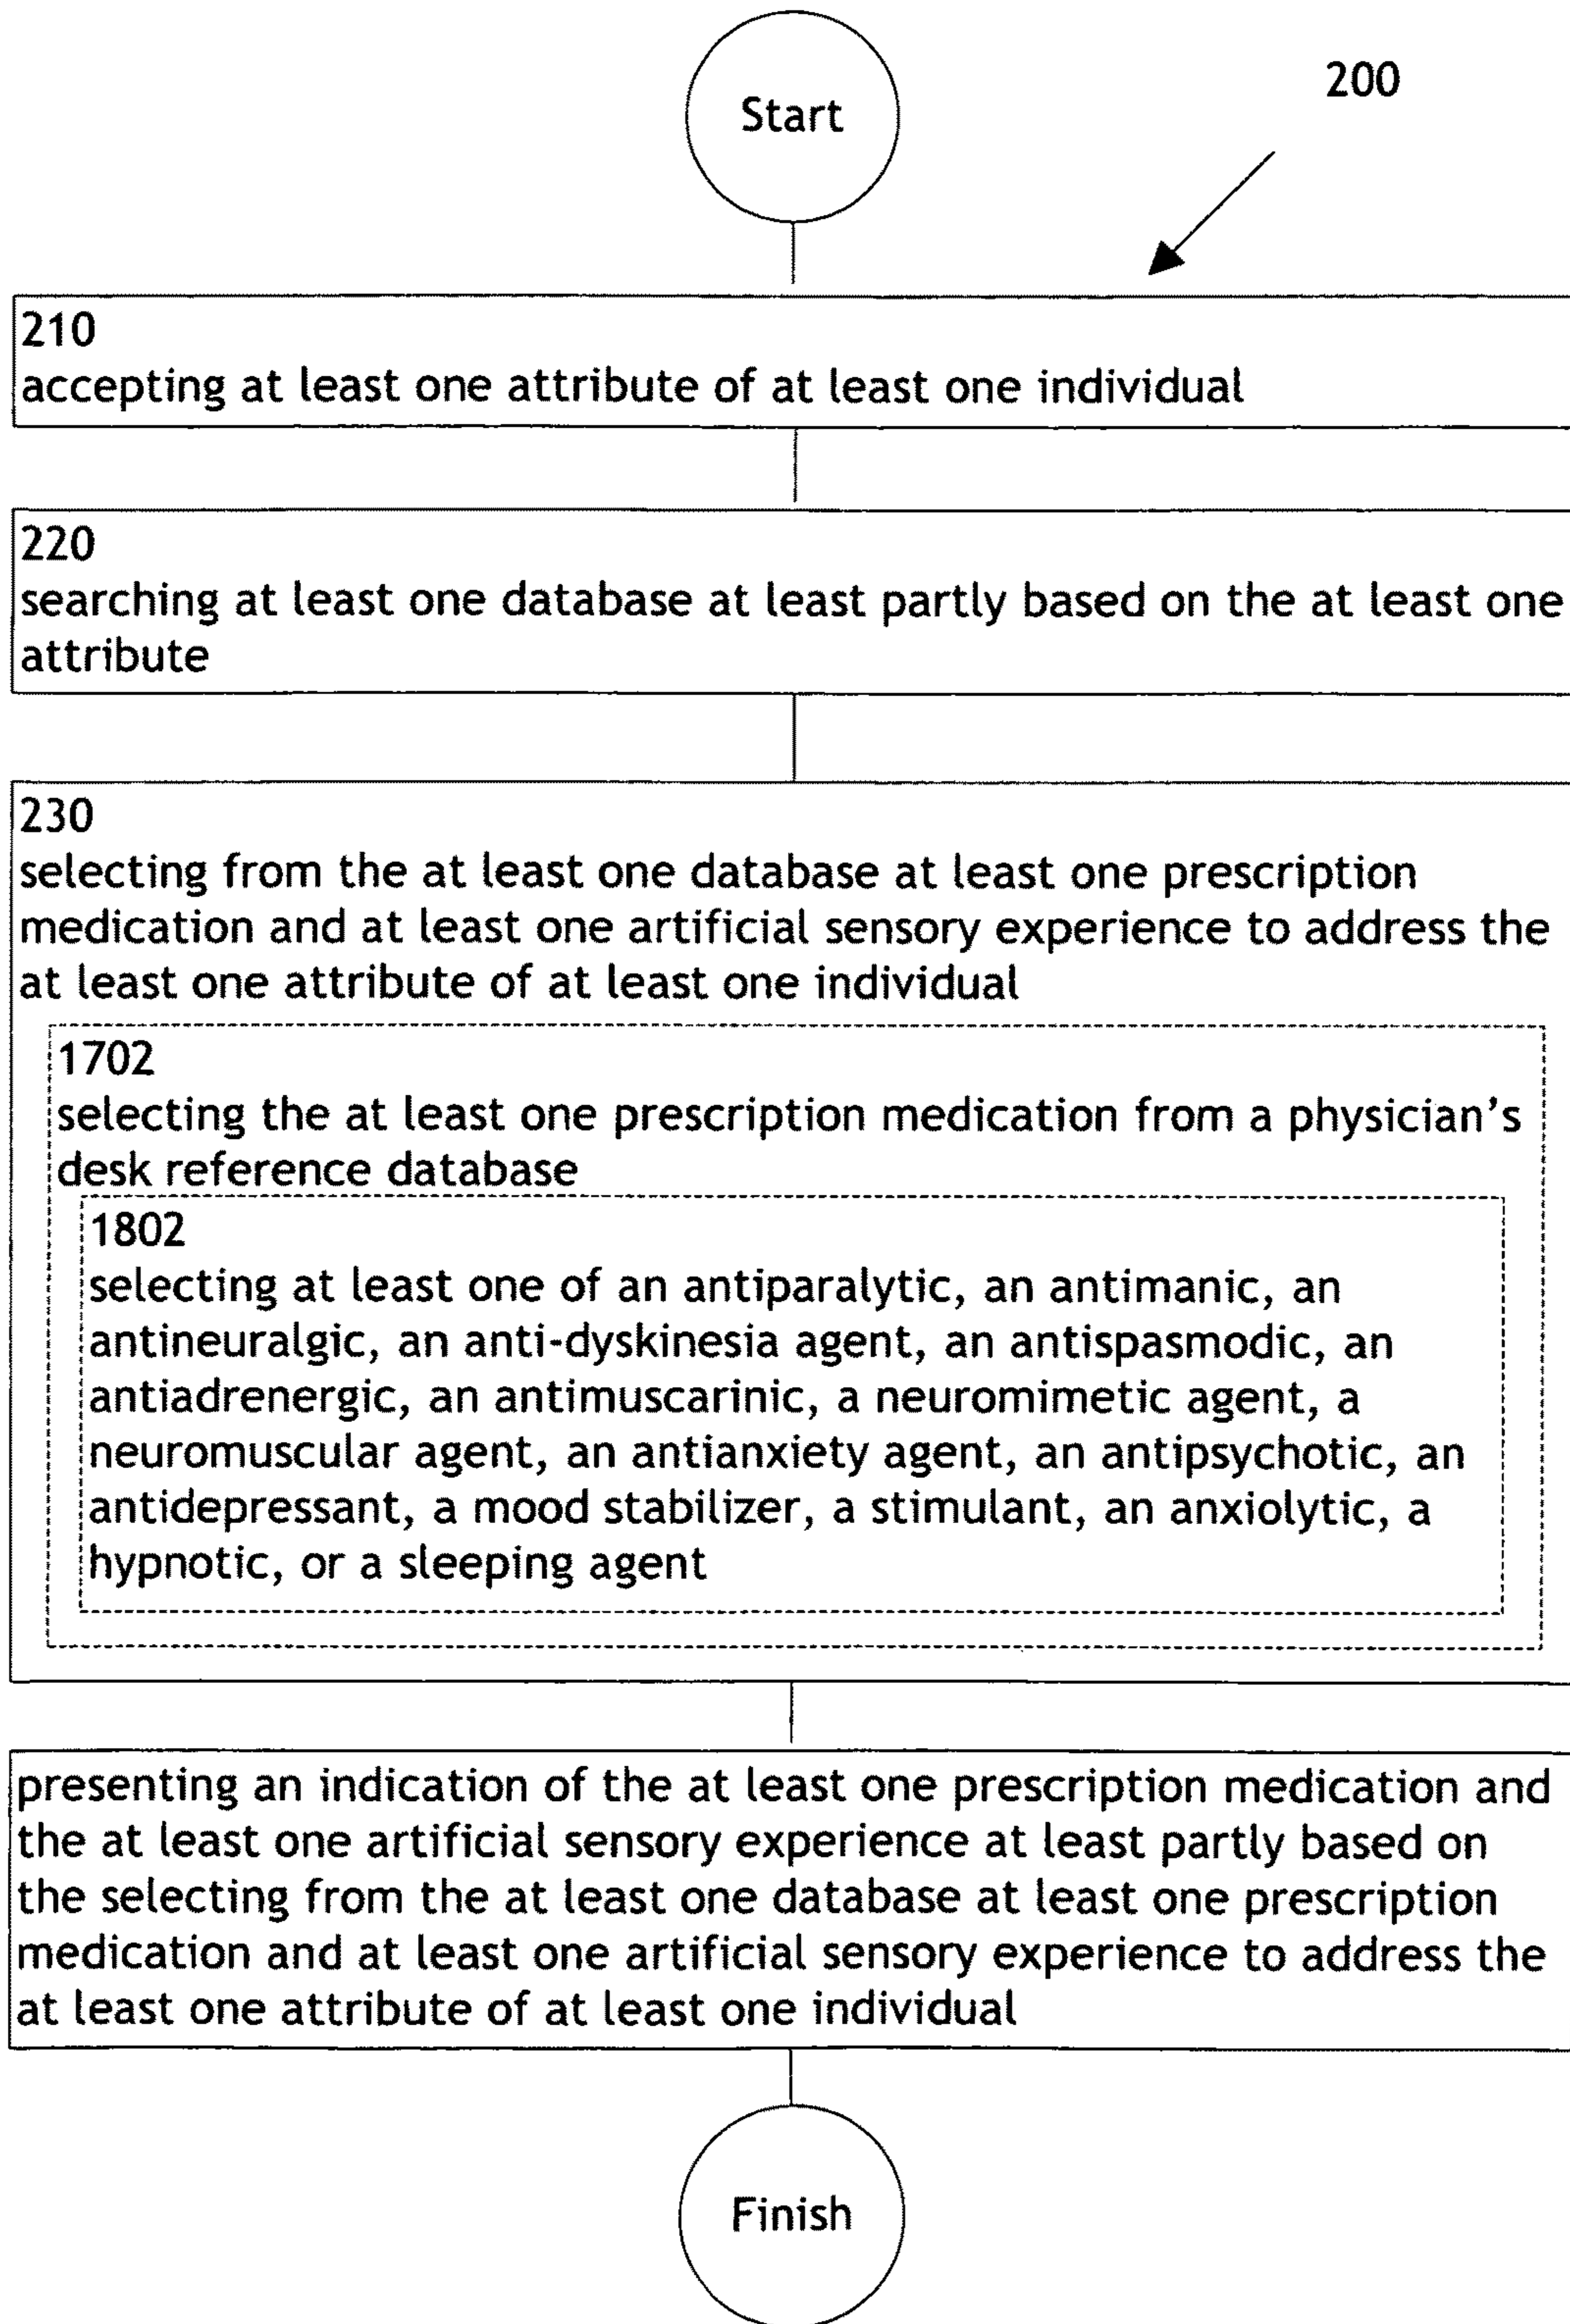 Start
200
210
accepting at least one attribute of at least one individual
220
searching at least one database at least partly based on the at least one
attribute
230
selecting from the at least one database at least one prescription
medication and at least one artificial sensory experience to address the
at least one attribute of at least one individual
1702
selecting the at least one prescription medication from a physician's
desk reference database
1802
selecting at least one of an antiparalytic, an antimanic, an
antineuralgic, an anti-dyskinesia agent, an antispasmodic, an
antiadrenergic, an antimuscarinic, a neuromimetic agent, a
neuromuscular agent, an antianxiety agent, an antipsychotic, an
antidepressant, a mood stabilizer, a stimulant, an anxiolytic, a
hypnotic, or a sleeping agent
presenting an indication of the at least one prescription medication and
the at least one artificial sensory experience at least partly based on
the selecting from the at least one database at least one prescription
medication and at least one artificial sensory experience to address the
at least one attribute of at least one individual
Finish